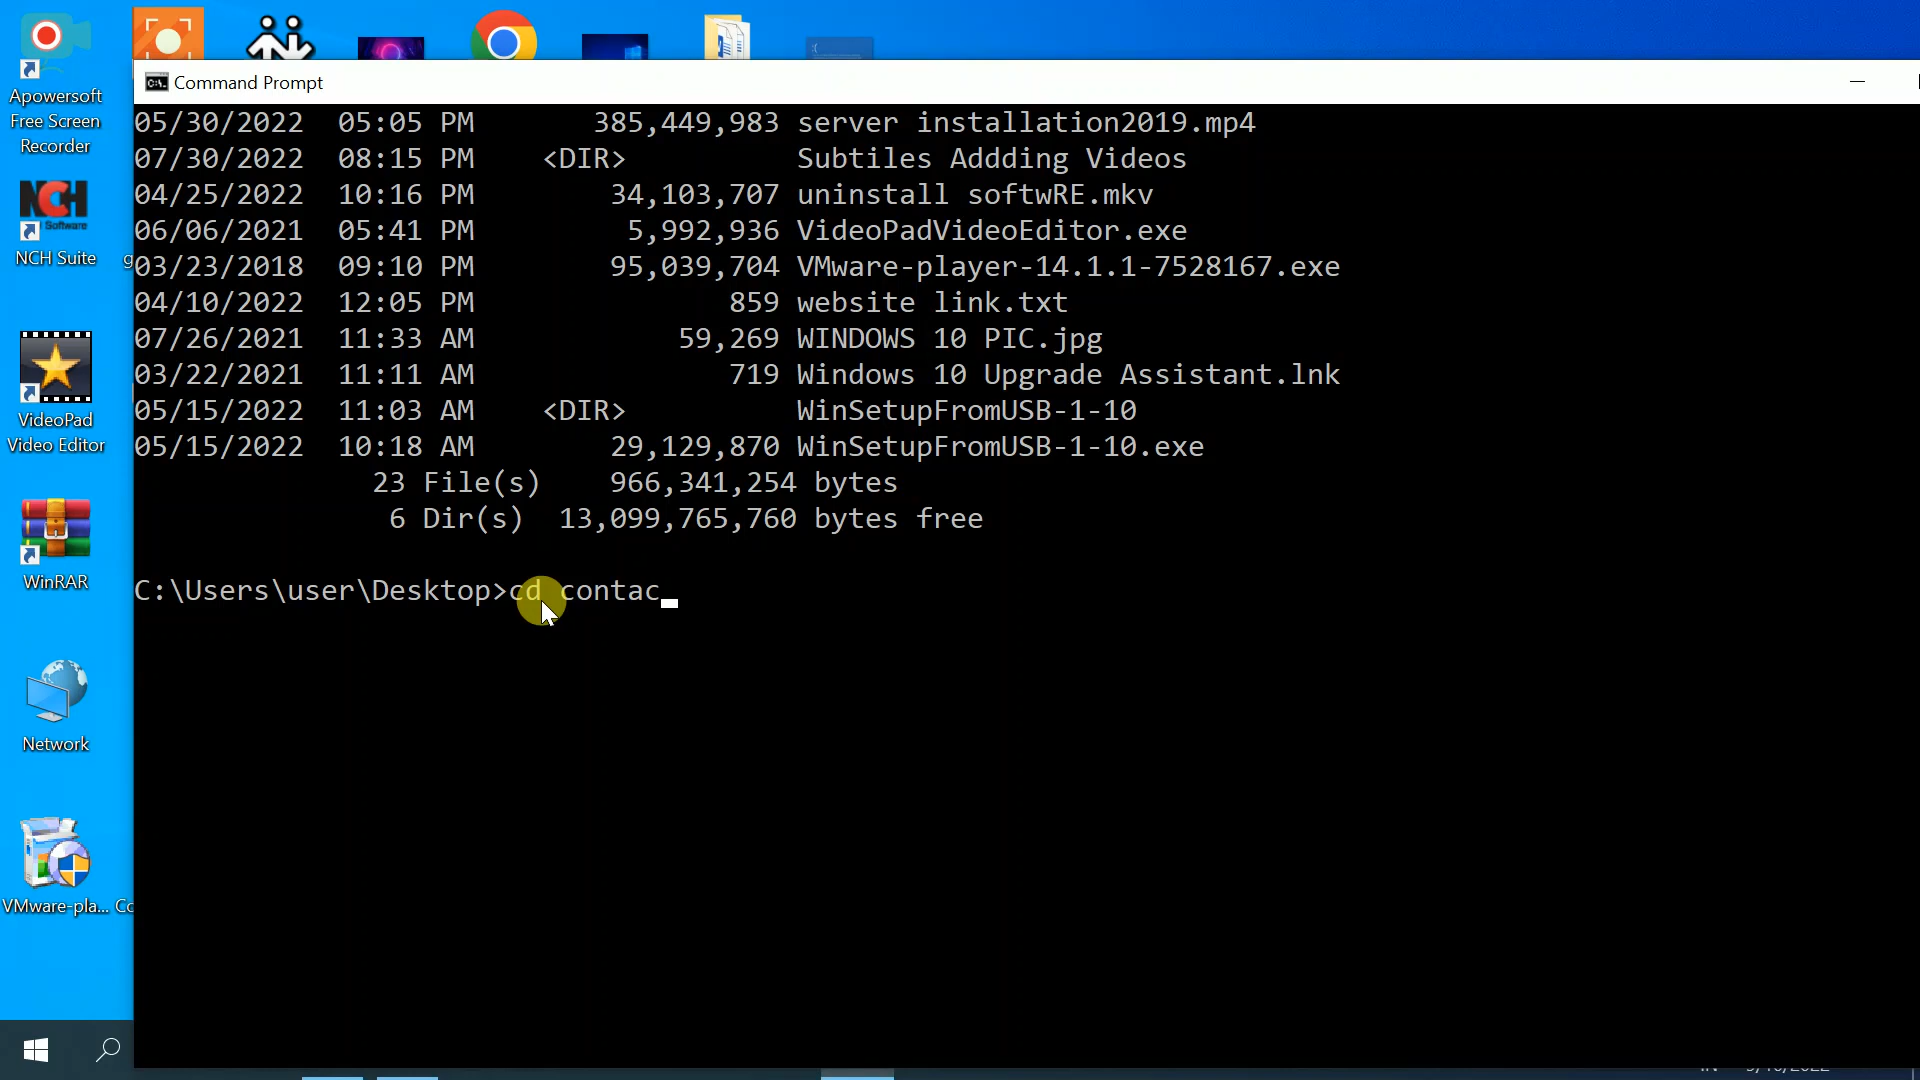 Apowersoft
Free Screen
Recorder
NCH
Software
NCH Suite
VideoPad
Video Editor
WinRAR
Network
VMware-pla...
Co
g
C:\.
Command Prompt
05/30/2022 05:05 PM 385,449,983 server installation2019.mp4
07/30/2022 08:15 PM <DIR> Subtiles Addding Videos
04/25/2022 10:16 PM 34,103,707 uninstall softwRE.mkv
06/06/2021 05:41 PM 5,992,936 VideoPadVideoEditor.exe
03/23/2018 09:10 PM 95,039,704 VMware-player-14.1.1-7528167.exe
04/10/2022 12:05 PM 859 website link.txt
07/26/2021 11:33 AM 59,269 WINDOWS 10 PIC.jpg
03/22/2021 11:11 AM 719 Windows 10 Upgrade Assistant.lnk
05/15/2022 11:03 AM <DIR> WinSetupFromUSB-1-10
05/15/2022 10:18 AM 29,129,870 WinSetupFromUSB-1-10.exe
23 File(s) 966,341,254 bytes
6 Dir(s) 13,099,765,760 bytes free
C:\Users\user\Desktop>cd contac_